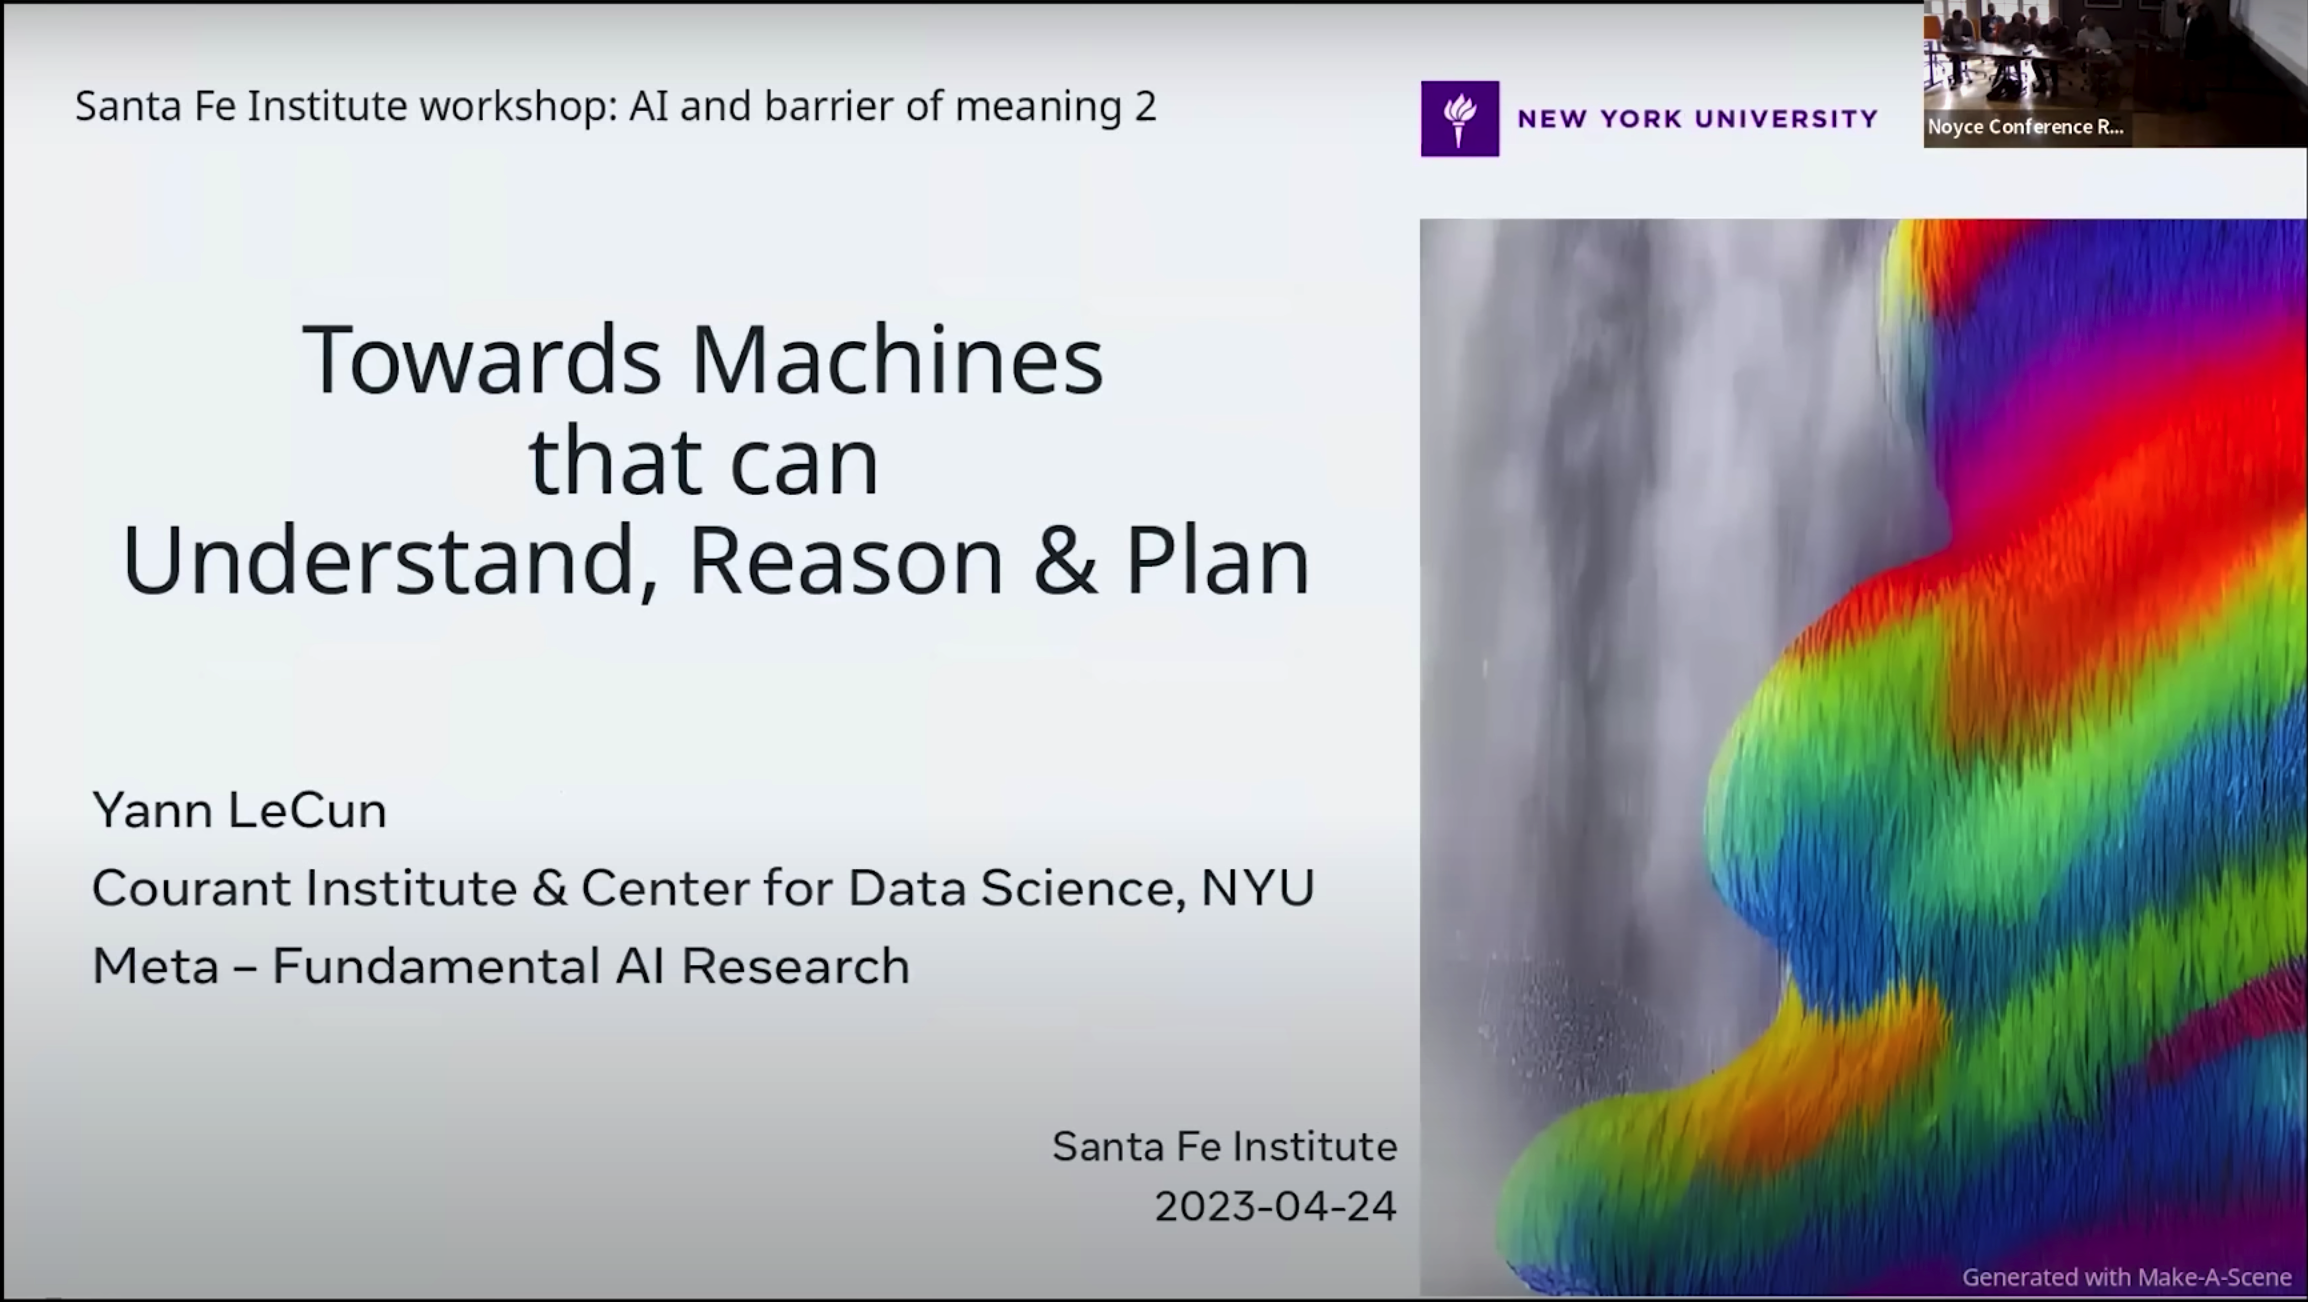 Santa Fe Institute workshop: AI and barrier of meaning 2
NEW YORK UNIVERSITY
Noyce Conference R...
Towards Machines
that can
Understand, Reason & Plan
Yann LeCun
Courant Institute & Center for Data Science, NYU
Meta – Fundamental AI Research
Santa Fe Institute
2023-04-24
Generated with Make-A-Scene